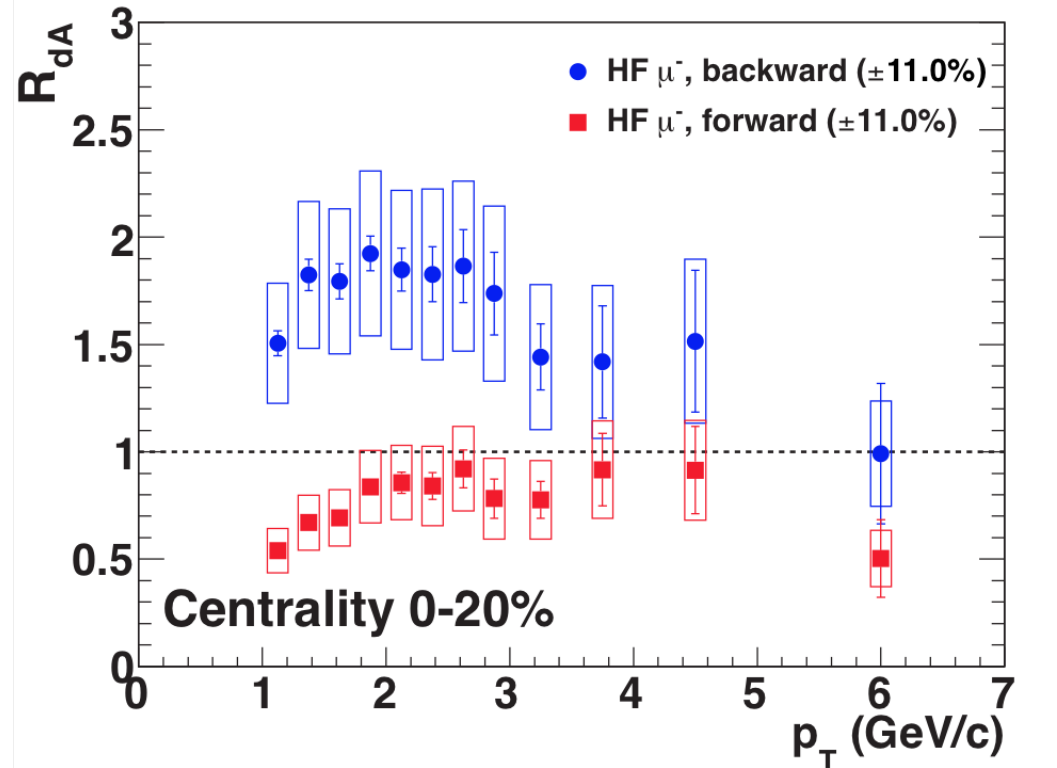 R_dA
3
2.5
2
1.5
1
0.5
0
HF μ⁻, backward (±11.0%)
HF μ⁻, forward (±11.0%)
Centrality 0-20%
0 1 2 3 4 5 6 7
p_T (GeV/c)